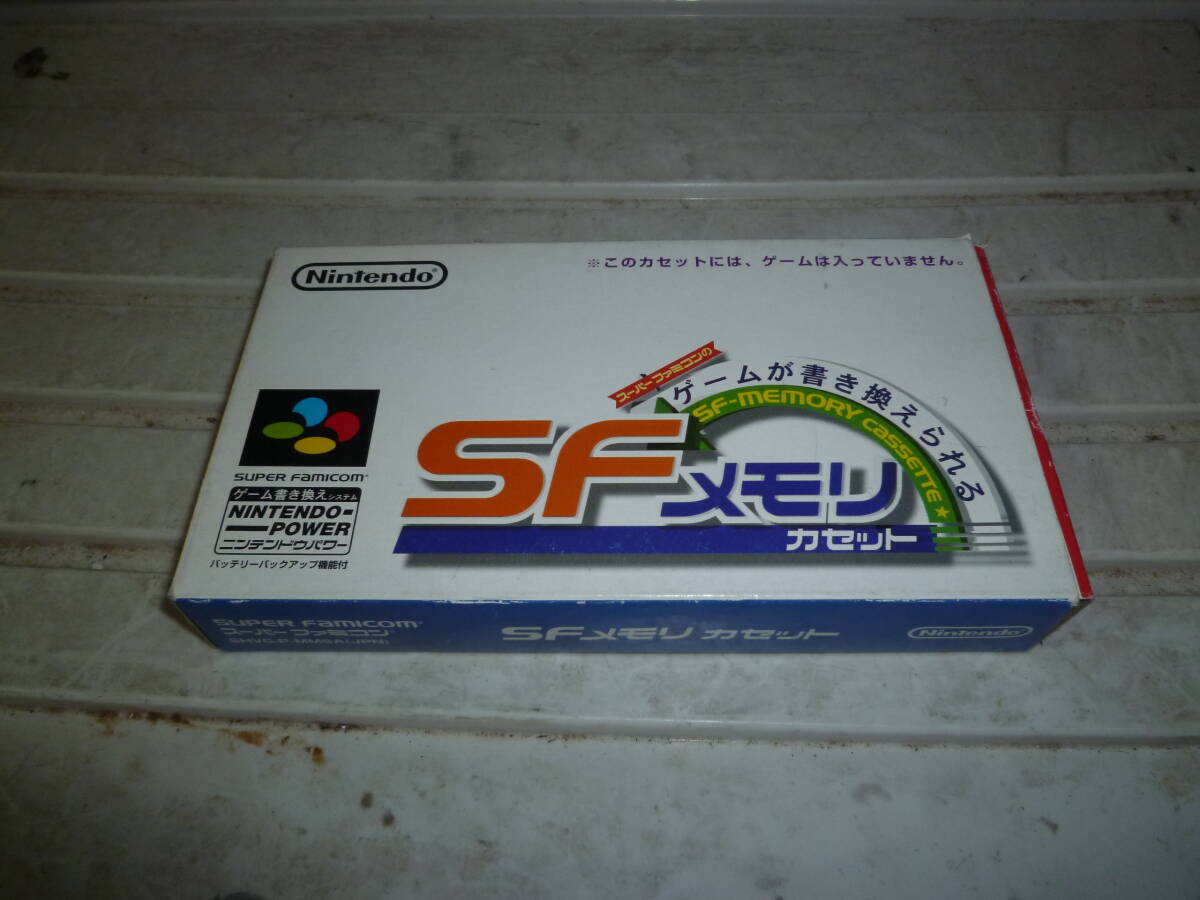 Nintendo®
※このカセットには、ゲームは入っていません。
スーパーファミコンの
ゲームが書き換えられる
SF-MEMORY CASSETTE★
SFメモリ
カセット
SUPER FAMICOM
ゲーム書き換えシステム
NINTENDO
POWER
ニンテンドウパワー
バッテリーバックアップ機能付
SUPER FAMICOM
スーパーファミコン
SHVC-P-MMSA(JPN)
SFメモリ カセット
Nintendo